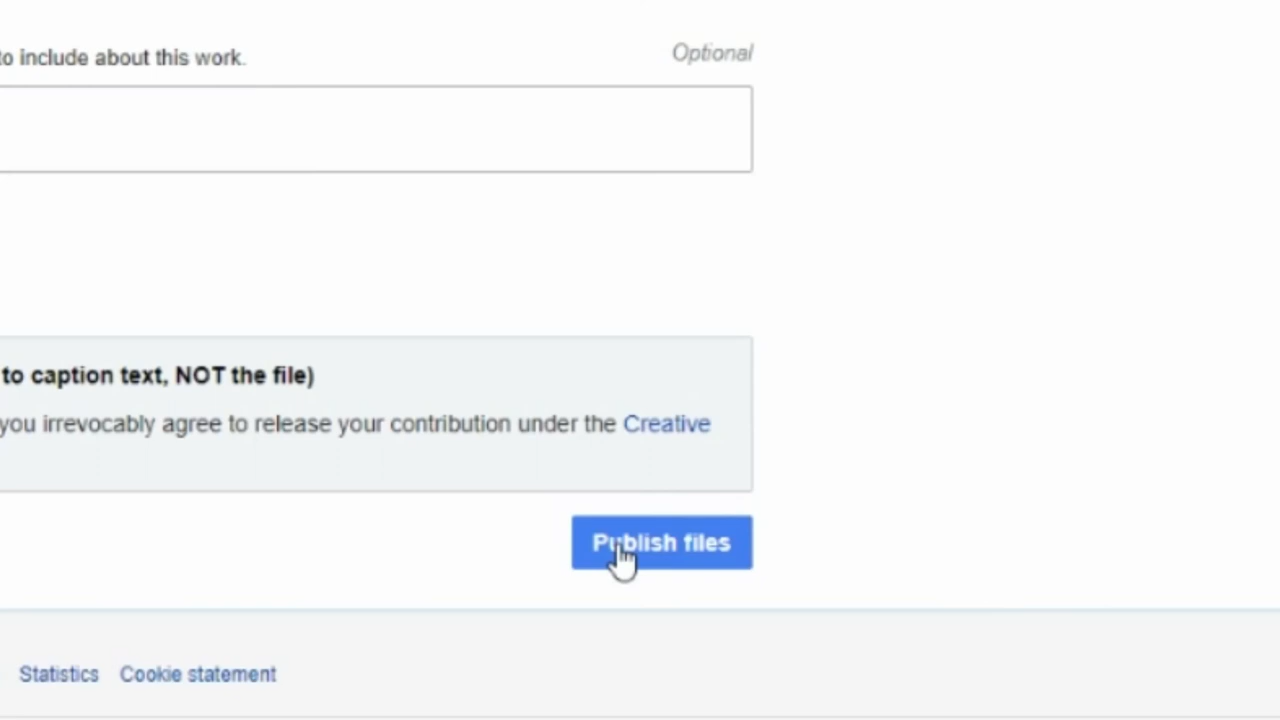 to include about this work.
Optional
to caption text, NOT the file)
you irrevocably agree to release your contribution under the Creative
Publish files
Statistics Cookie statement